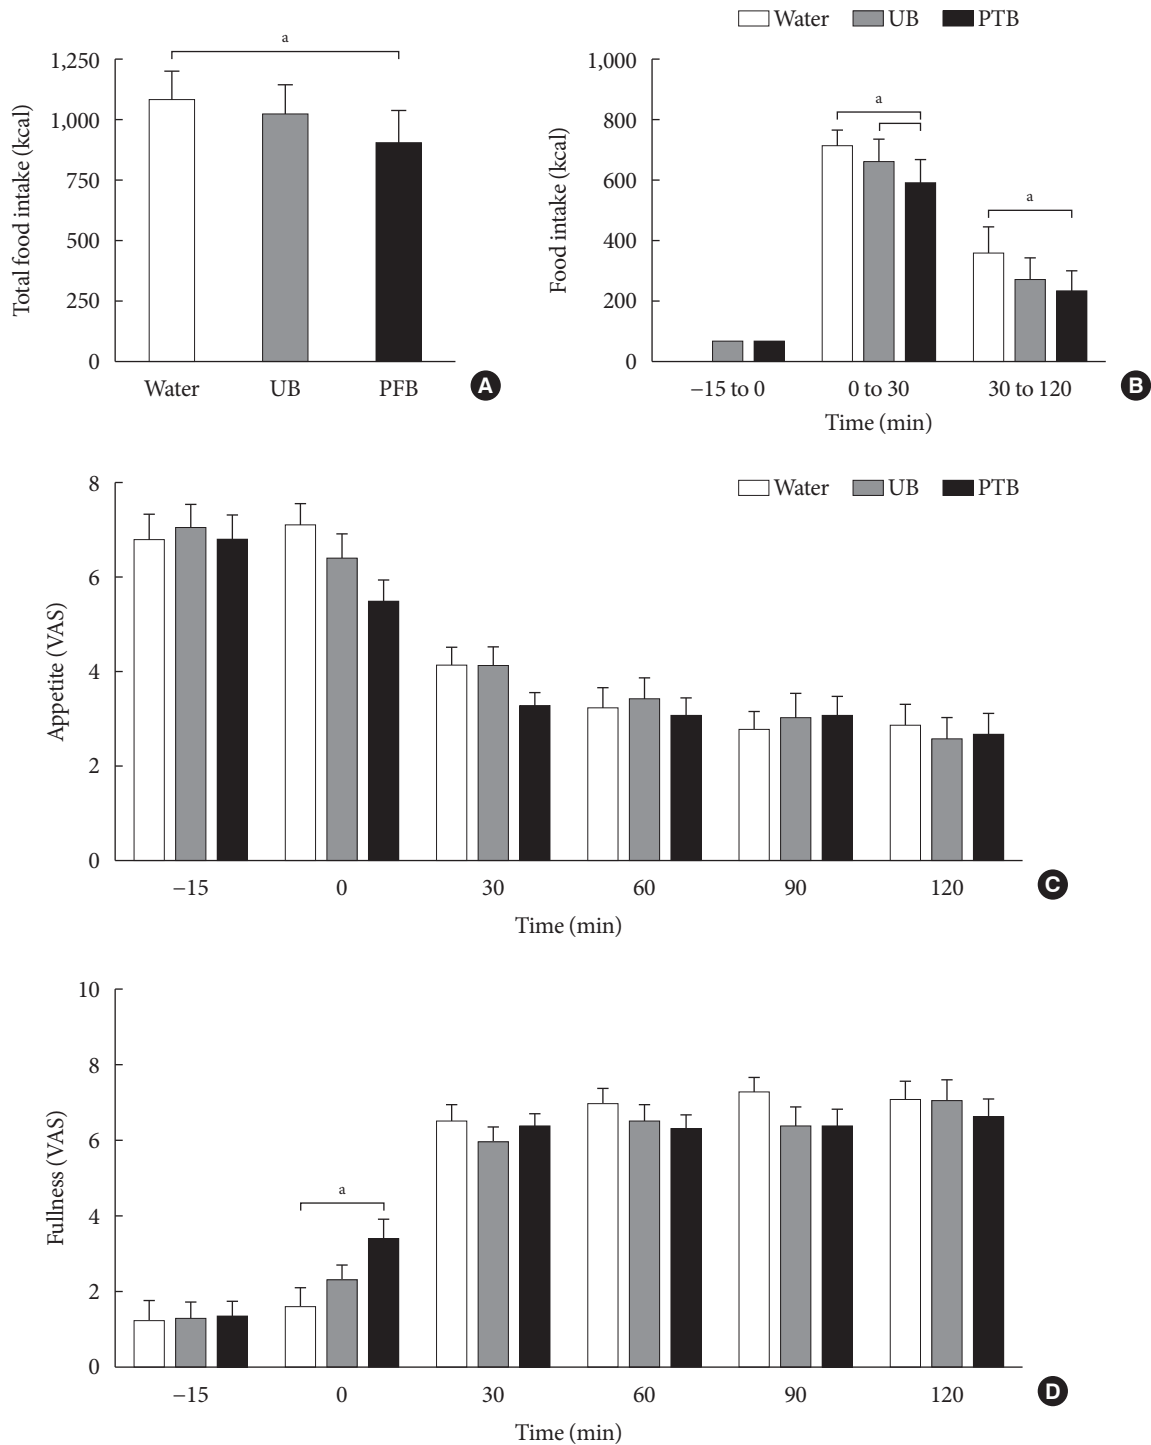 a
1,250
1,000
750
500
250
0
Total food intake (kcal)
Water UB PFB
A
Water UB PTB
1,000
800
600
400
200
0
Food intake (kcal)
a
a
−15 to 0 0 to 30 30 to 120
Time (min)
B
Water UB PTB
8
6
4
2
0
Appetite (VAS)
−15 0 30 60 90 120
Time (min)
C
10
8
6
4
2
0
Fullness (VAS)
a
−15 0 30 60 90 120
Time (min)
D